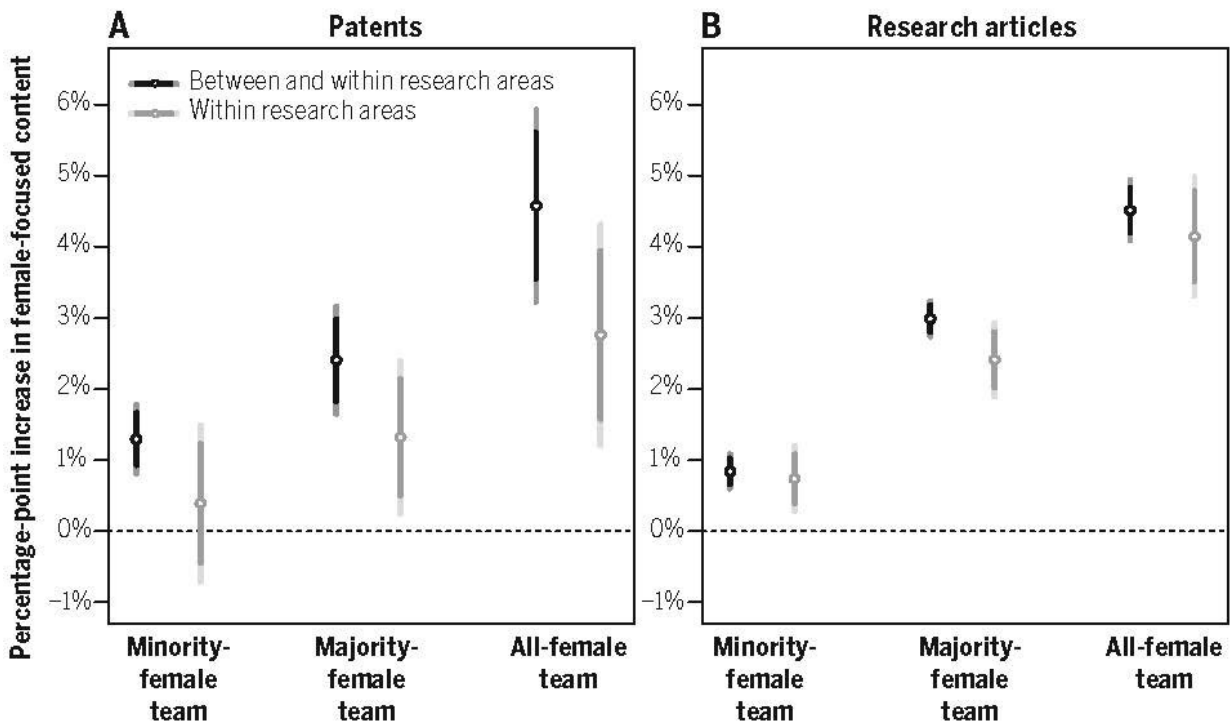 A
Patents
Percentage-point increase in female-focused content
Between and within research areas
Within research areas
6%
5%
4%
3%
2%
1%
0%
−1%
Minority-
female
team
Majority-
female
team
All-female
team
B
Research articles
6%
5%
4%
3%
2%
1%
0%
−1%
Minority-
female
team
Majority-
female
team
All-female
team